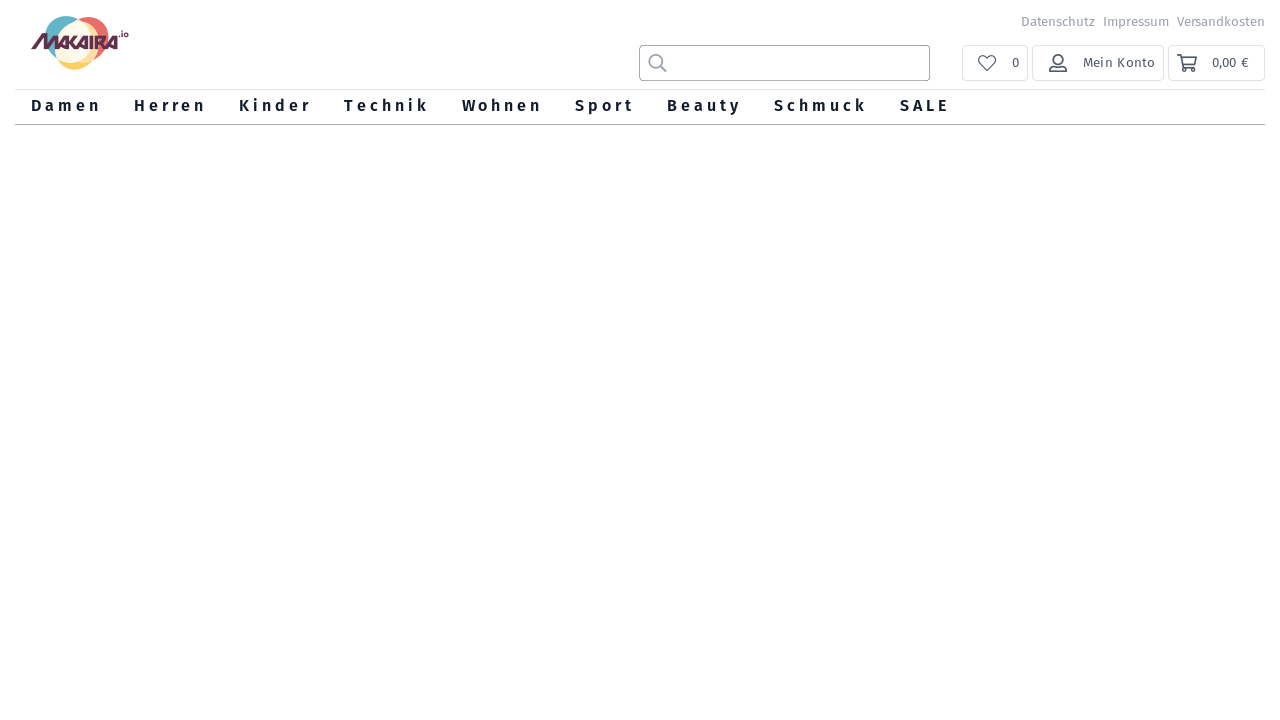 MAKAIRA.io
Datenschutz Impressum Versandkosten
0 Mein Konto 0,00 €
Damen Herren Kinder Technik Wohnen Sport Beauty Schmuck SALE